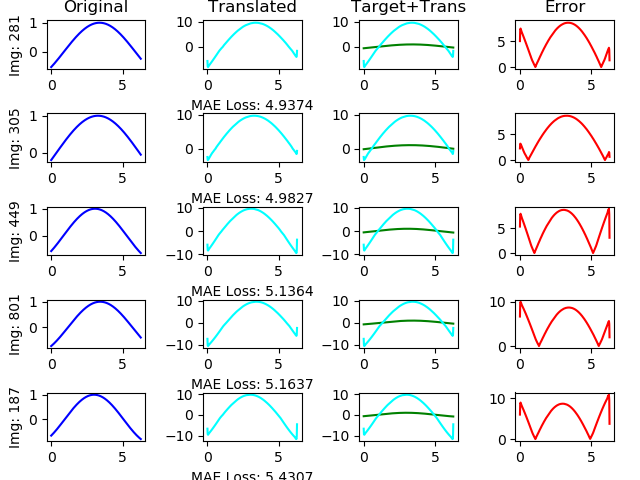 Original Translated Target+Trans Error
Img: 281
1 0 0 5
10 0 0 5
10 0 0 5
5 0 0 5
MAE Loss: 4.9374
Img: 305
1 0 0 5
10 0 0 5
10 0 0 5
5 0 0 5
MAE Loss: 4.9827
Img: 449
1 0 0 5
10 0 −10 0 5
10 0 −10 0 5
5 0 0 5
MAE Loss: 5.1364
Img: 801
1 0 0 5
10 0 −10 0 5
10 0 −10 0 5
10 5 0 0 5
MAE Loss: 5.1637
Img: 187
1 0 0 5
10 0 −10 0 5
10 0 −10 0 5
10 0 0 5
MAE Loss: 5.4307